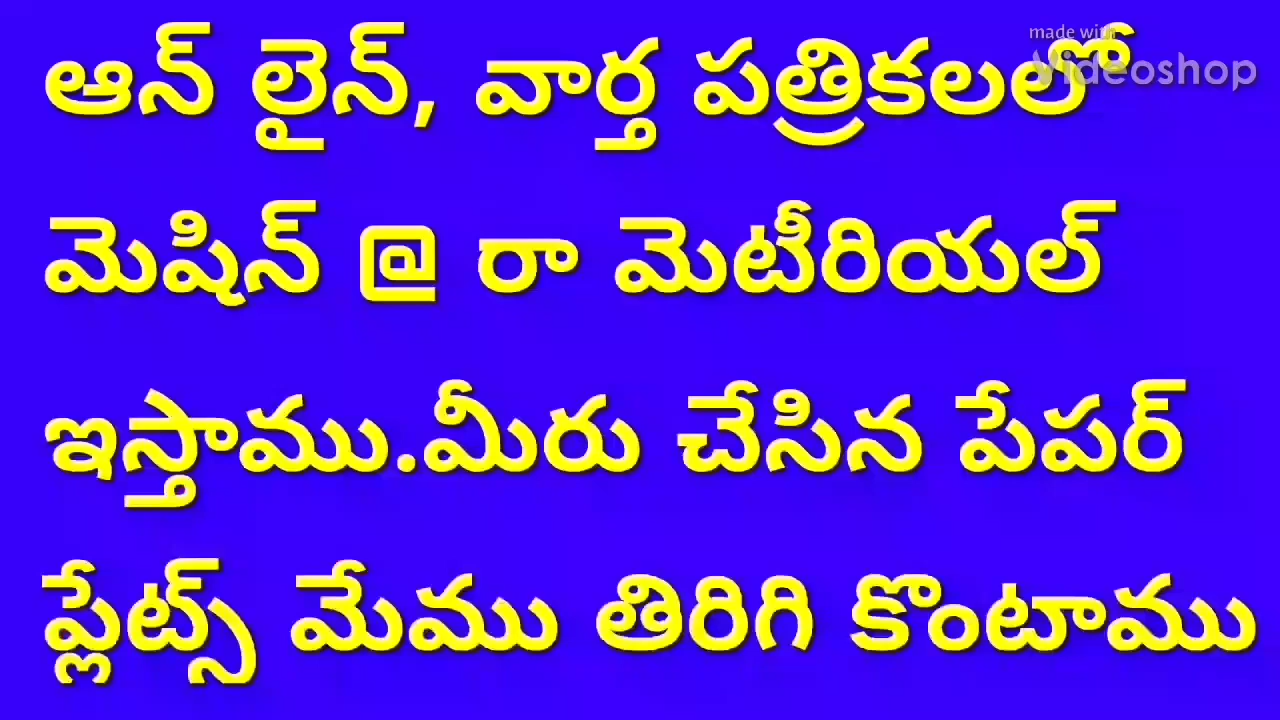 made with
Videoshop
ఆన్ లైన్, వార్త పత్రికలలో
మెషిన్ @ రా మెటీరియల్
ఇస్తాము.మీరు చేసిన పేపర్
ప్లేట్స్ మేము తిరిగి కొంటాము